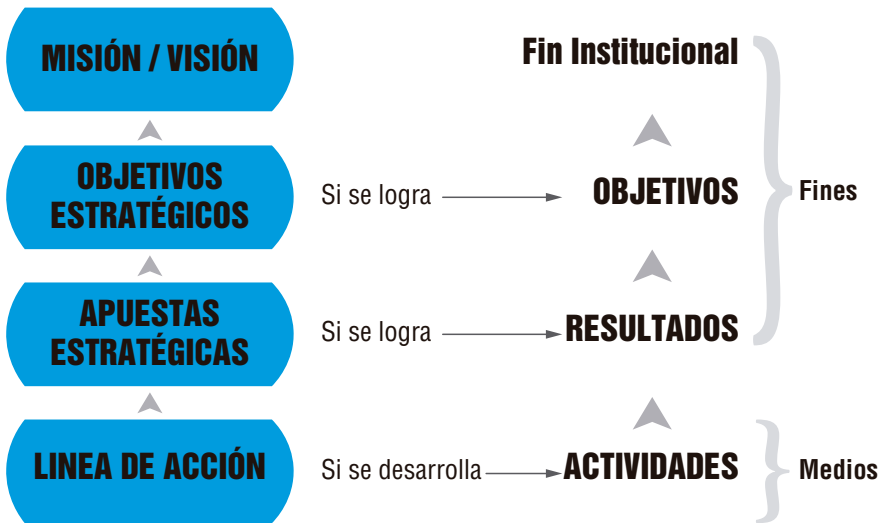 MISIÓN / VISIÓN
Fin Institucional
OBJETIVOS
ESTRATÉGICOS
Si se logra
OBJETIVOS
Fines
APUESTAS
ESTRATÉGICAS
Si se logra
RESULTADOS
LINEA DE ACCIÓN
Si se desarrolla
ACTIVIDADES
Medios